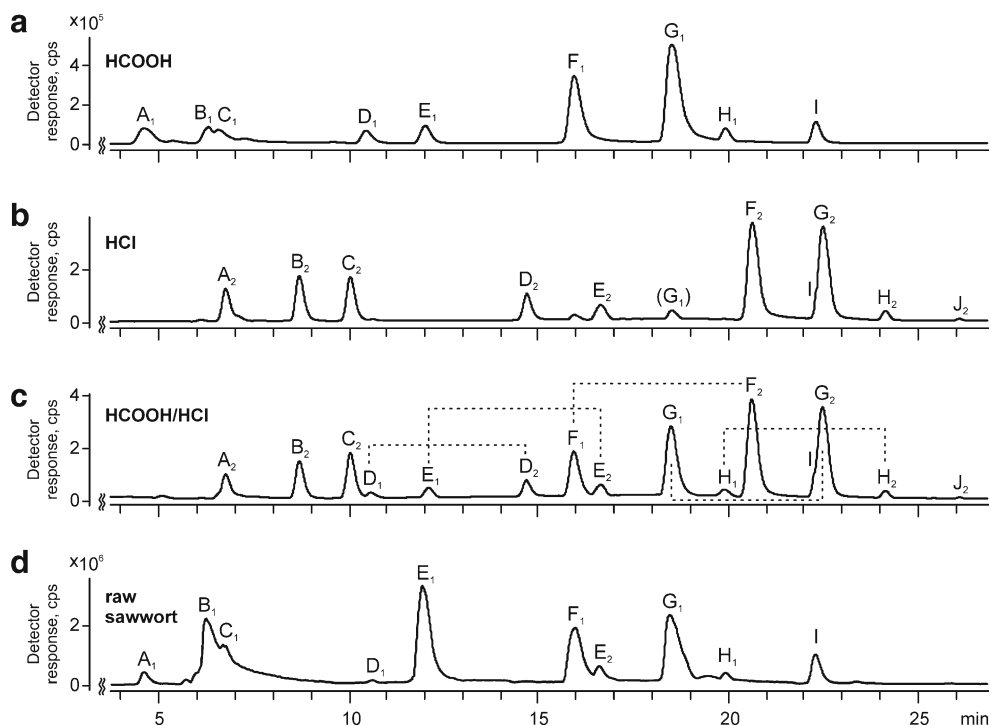 a
x10⁵
HCOOH
Detector response, cps
4
2
0
A₁
B₁
C₁
D₁
E₁
F₁
G₁
H₁
I
b
HCl
Detector response, cps
2
0
A₂
B₂
C₂
D₂
E₂
(G₁)
F₂
I
G₂
H₂
J₂
c
HCOOH/HCl
Detector response, cps
4
2
0
A₂
B₂
C₂
D₁
E₁
D₂
F₁
E₂
G₁
H₁
F₂
I
G₂
H₂
J₂
d
x10⁶
raw
sawwort
Detector response, cps
2
0
A₁
B₁
C₁
D₁
E₁
F₁
E₂
G₁
H₁
I
5 10 15 20 25 min